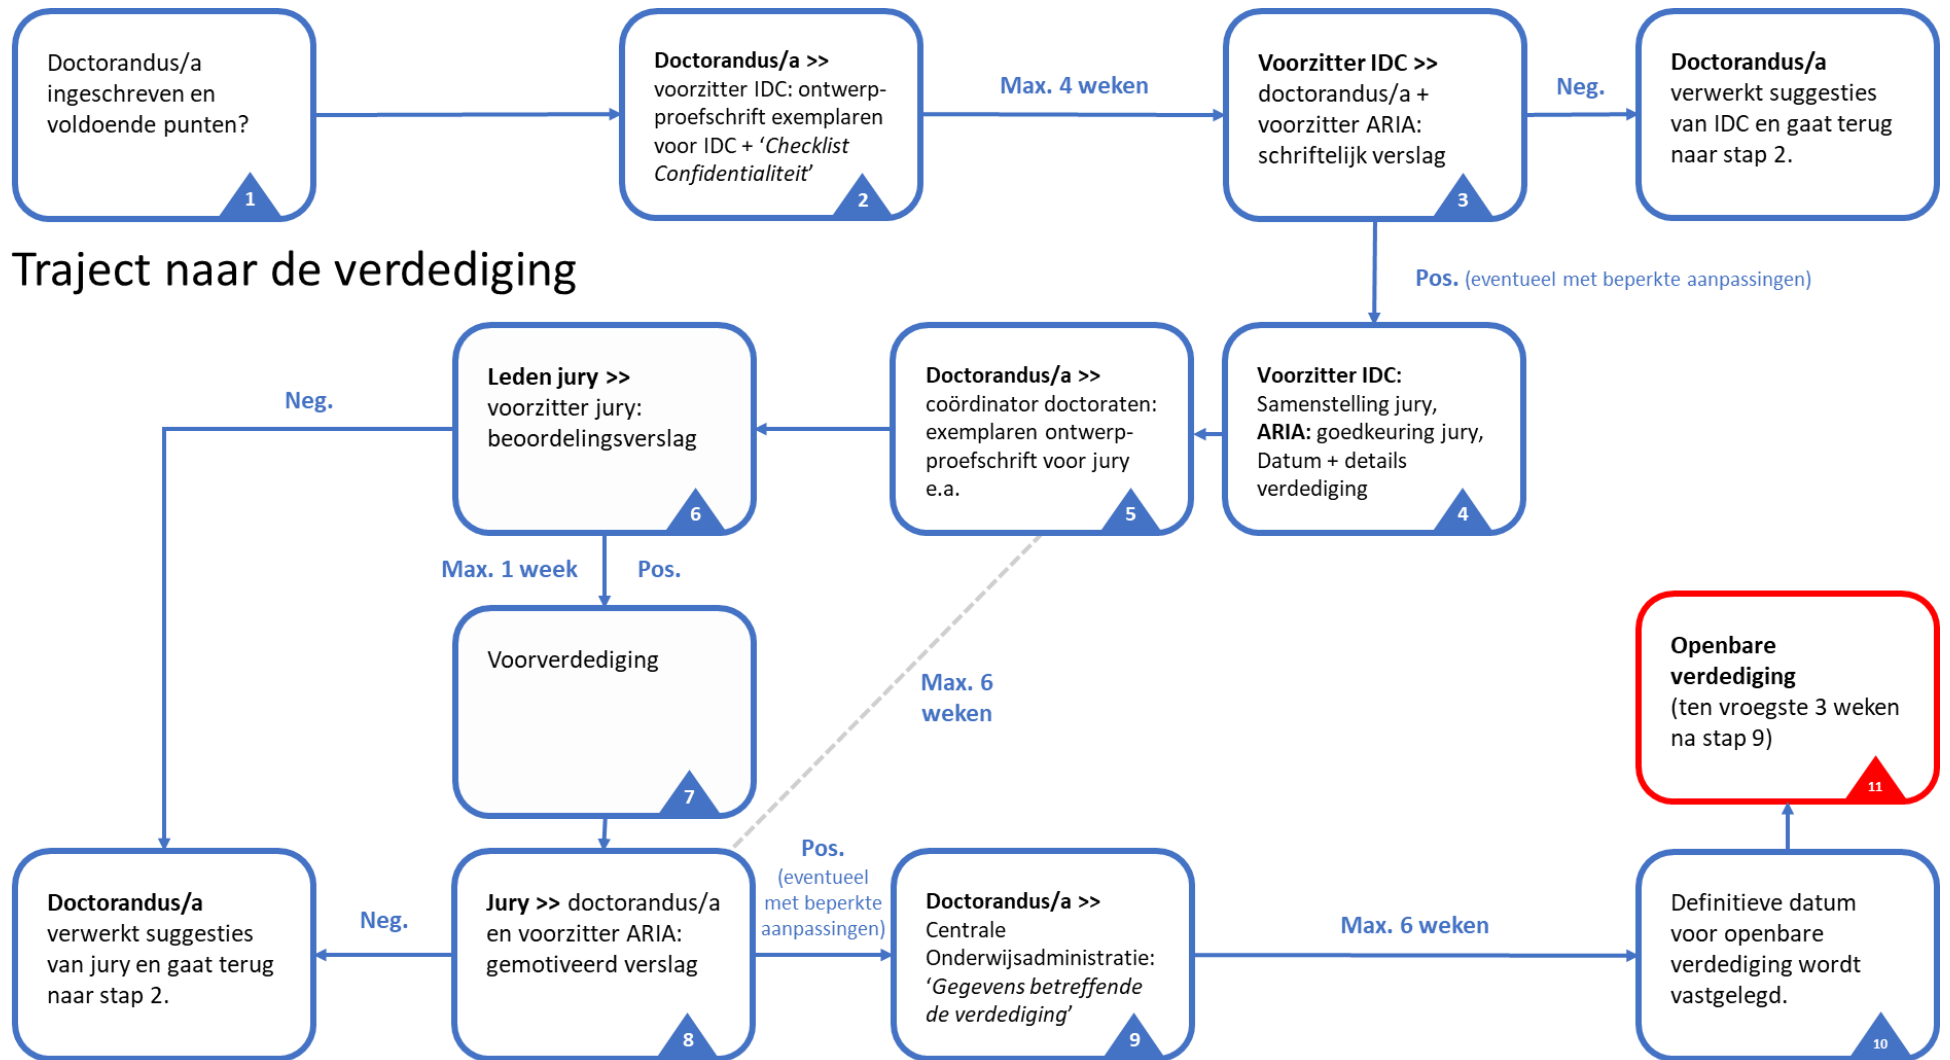 Doctorandus/a
ingeschreven en
voldoende punten?
1
Doctorandus/a >>
voorzitter IDC: ontwerp-
proefschrift exemplaren
voor IDC + ‘Checklist
Confidentialiteit’
2
Max. 4 weken
Voorzitter IDC >>
doctorandus/a +
voorzitter ARIA:
schriftelijk verslag
3
Neg.
Doctorandus/a
verwerkt suggesties
van IDC en gaat terug
naar stap 2.
Traject naar de verdediging
Pos. (eventueel met beperkte aanpassingen)
Voorzitter IDC:
Samenstelling jury,
ARIA: goedkeuring jury,
Datum + details
verdediging
4
Doctorandus/a >>
coördinator doctoraten:
exemplaren ontwerp-
proefschrift voor jury
e.a.
5
Leden jury >>
voorzitter jury:
beoordelingsverslag
6
Neg.
Max. 1 week
Pos.
Voorverdediging
7
Max. 6
weken
Jury >> doctorandus/a
en voorzitter ARIA:
gemotiveerd verslag
8
Neg.
Doctorandus/a
verwerkt suggesties
van jury en gaat terug
naar stap 2.
Pos.
(eventueel
met beperkte
aanpassingen)
Doctorandus/a >>
Centrale
Onderwijsadministratie:
‘Gegevens betreffende
de verdediging’
9
Max. 6 weken
Definitieve datum
voor openbare
verdediging wordt
vastgelegd.
10
Openbare
verdediging
(ten vroegste 3 weken
na stap 9)
11